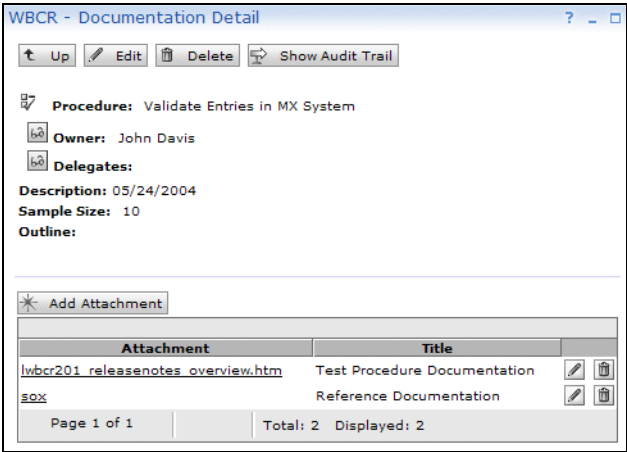 WBCR - Documentation Detail ?
Up Edit Delete Show Audit Trail
Procedure: Validate Entries in MX System
Owner: John Davis
Delegates:
Description: 05/24/2004
Sample Size: 10
Outline:
Add Attachment
Attachment Title
lwbcr201_releasenotes_overview.htm Test Procedure Documentation
sox Reference Documentation
Page 1 of 1 Total: 2 Displayed: 2